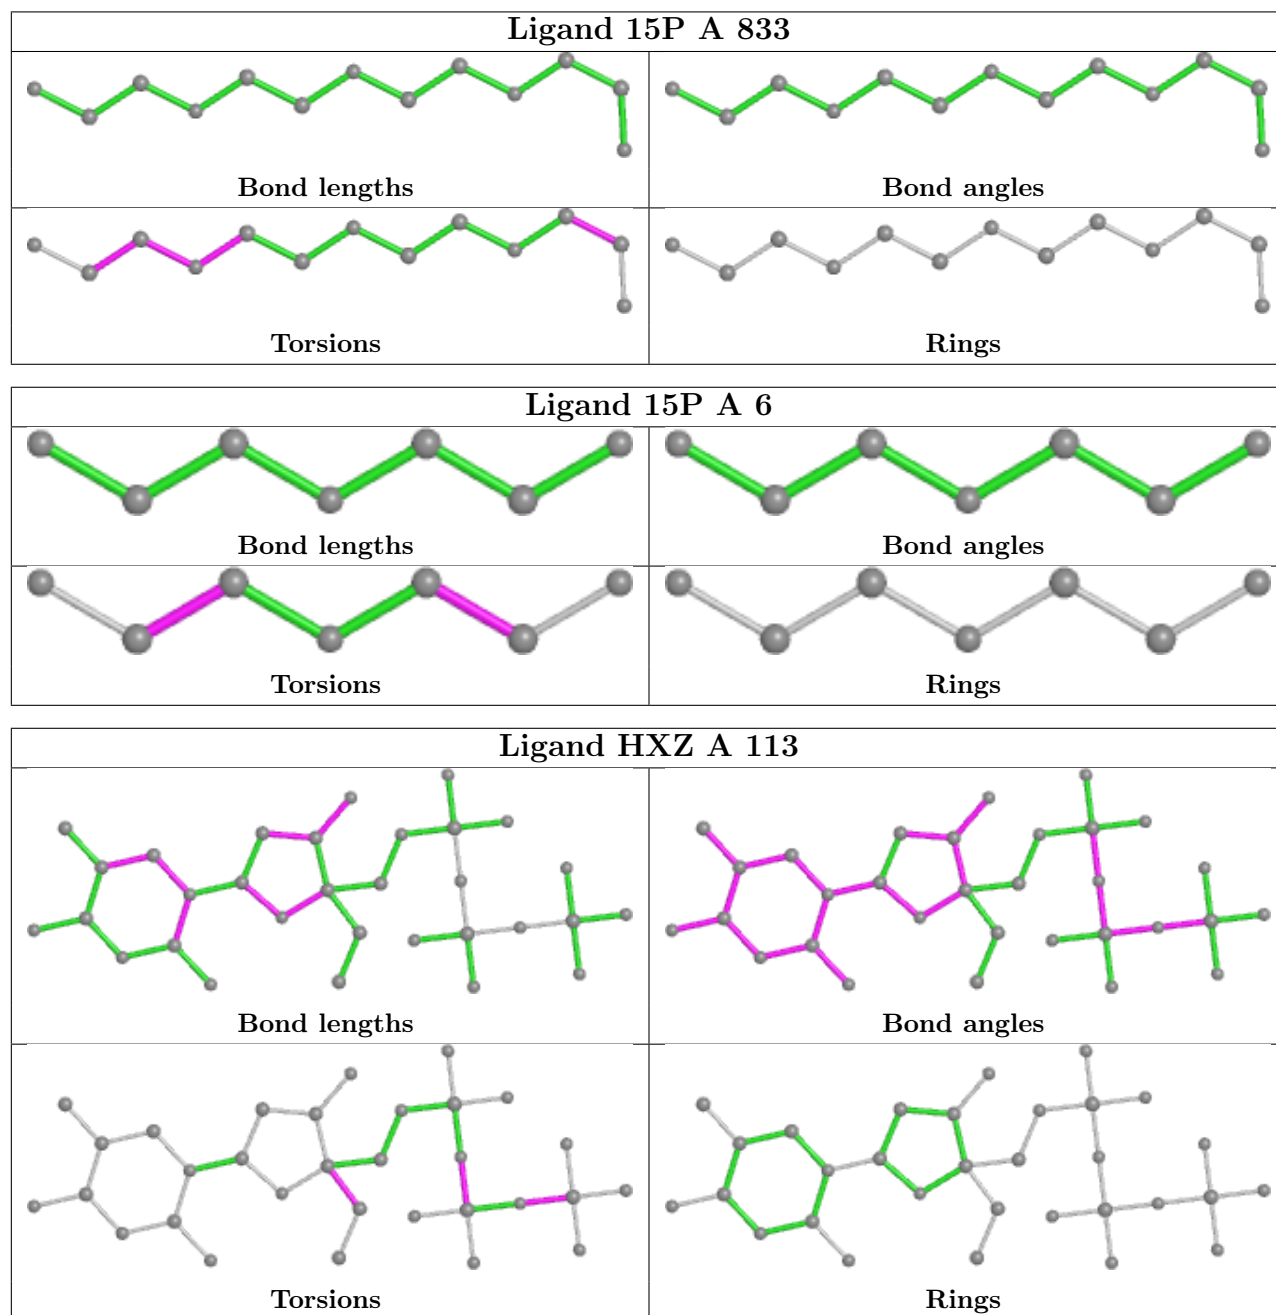 Ligand 15P A 833
Bond lengths
Bond angles
Torsions
Rings
Ligand 15P A 6
Bond lengths
Bond angles
Torsions
Rings
Ligand HXZ A 113
Bond lengths
Bond angles
Torsions
Rings